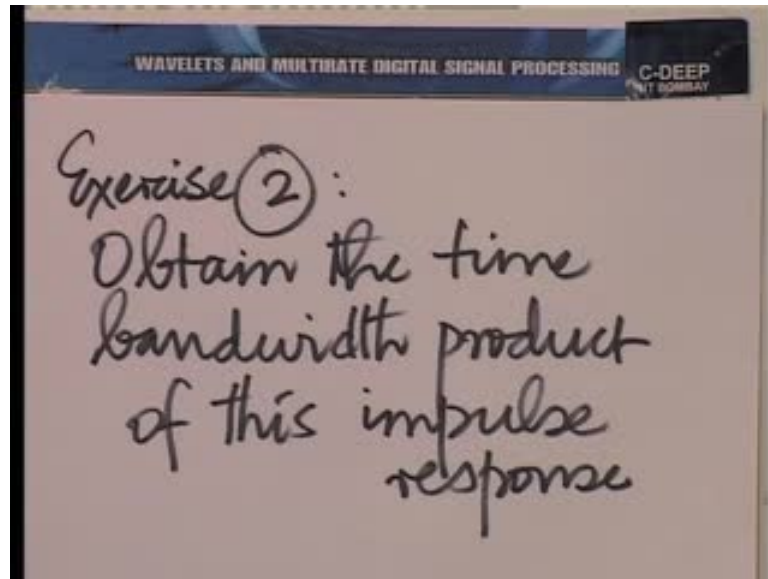 WAVELETS AND MULTIRATE DIGITAL SIGNAL PROCESSING
C-DEEP
IIT BOMBAY
Exercise 2 :
Obtain the time
bandwidth product
of this impulse
response